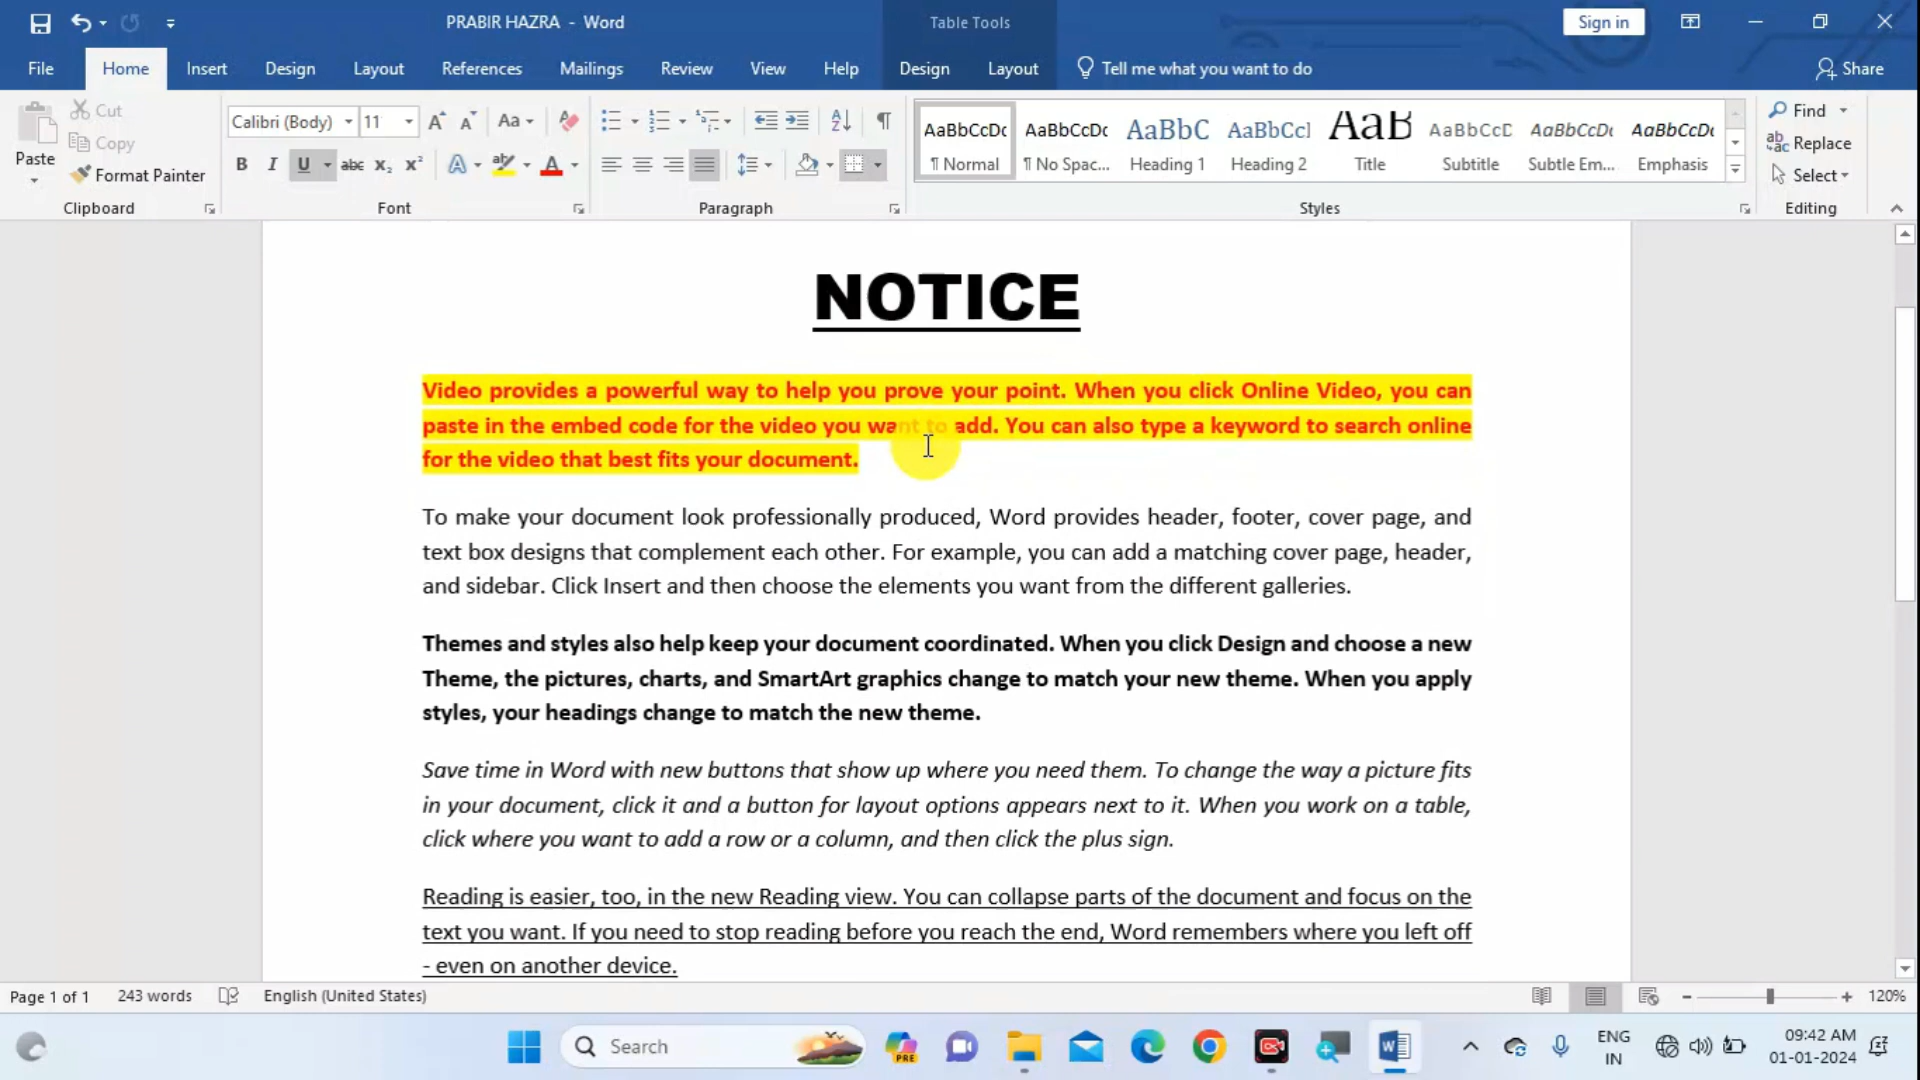 PRABIR HAZRA - Word
Table Tools
Sign in
File
Home
Insert
Design
Layout
References
Mailings
Review
View
Help
Design
Layout
Tell me what you want to do
Share
Paste
Cut
Copy
Format Painter
Clipboard
Calibri (Body)
11
Font
Paragraph
AaBbCcDc
¶ Normal
AaBbCcDc
¶ No Spac...
AaBbC
Heading 1
AaBbCcl
Heading 2
AaB
Title
AaBbCcD
Subtitle
AaBbCcDc
Subtle Em...
AaBbCcDc
Emphasis
Styles
Find
Replace
Select
Editing
NOTICE
Video provides a powerful way to help you prove your point. When you click Online Video, you can
paste in the embed code for the video you want to add. You can also type a keyword to search online
for the video that best fits your document.
To make your document look professionally produced, Word provides header, footer, cover page, and
text box designs that complement each other. For example, you can add a matching cover page, header,
and sidebar. Click Insert and then choose the elements you want from the different galleries.
Themes and styles also help keep your document coordinated. When you click Design and choose a new
Theme, the pictures, charts, and SmartArt graphics change to match your new theme. When you apply
styles, your headings change to match the new theme.
Save time in Word with new buttons that show up where you need them. To change the way a picture fits
in your document, click it and a button for layout options appears next to it. When you work on a table,
click where you want to add a row or a column, and then click the plus sign.
Reading is easier, too, in the new Reading view. You can collapse parts of the document and focus on the
text you want. If you need to stop reading before you reach the end, Word remembers where you left off
- even on another device.
Page 1 of 1
243 words
English (United States)
120%
Search
PRE
ENG
IN
09:42 AM
01-01-2024